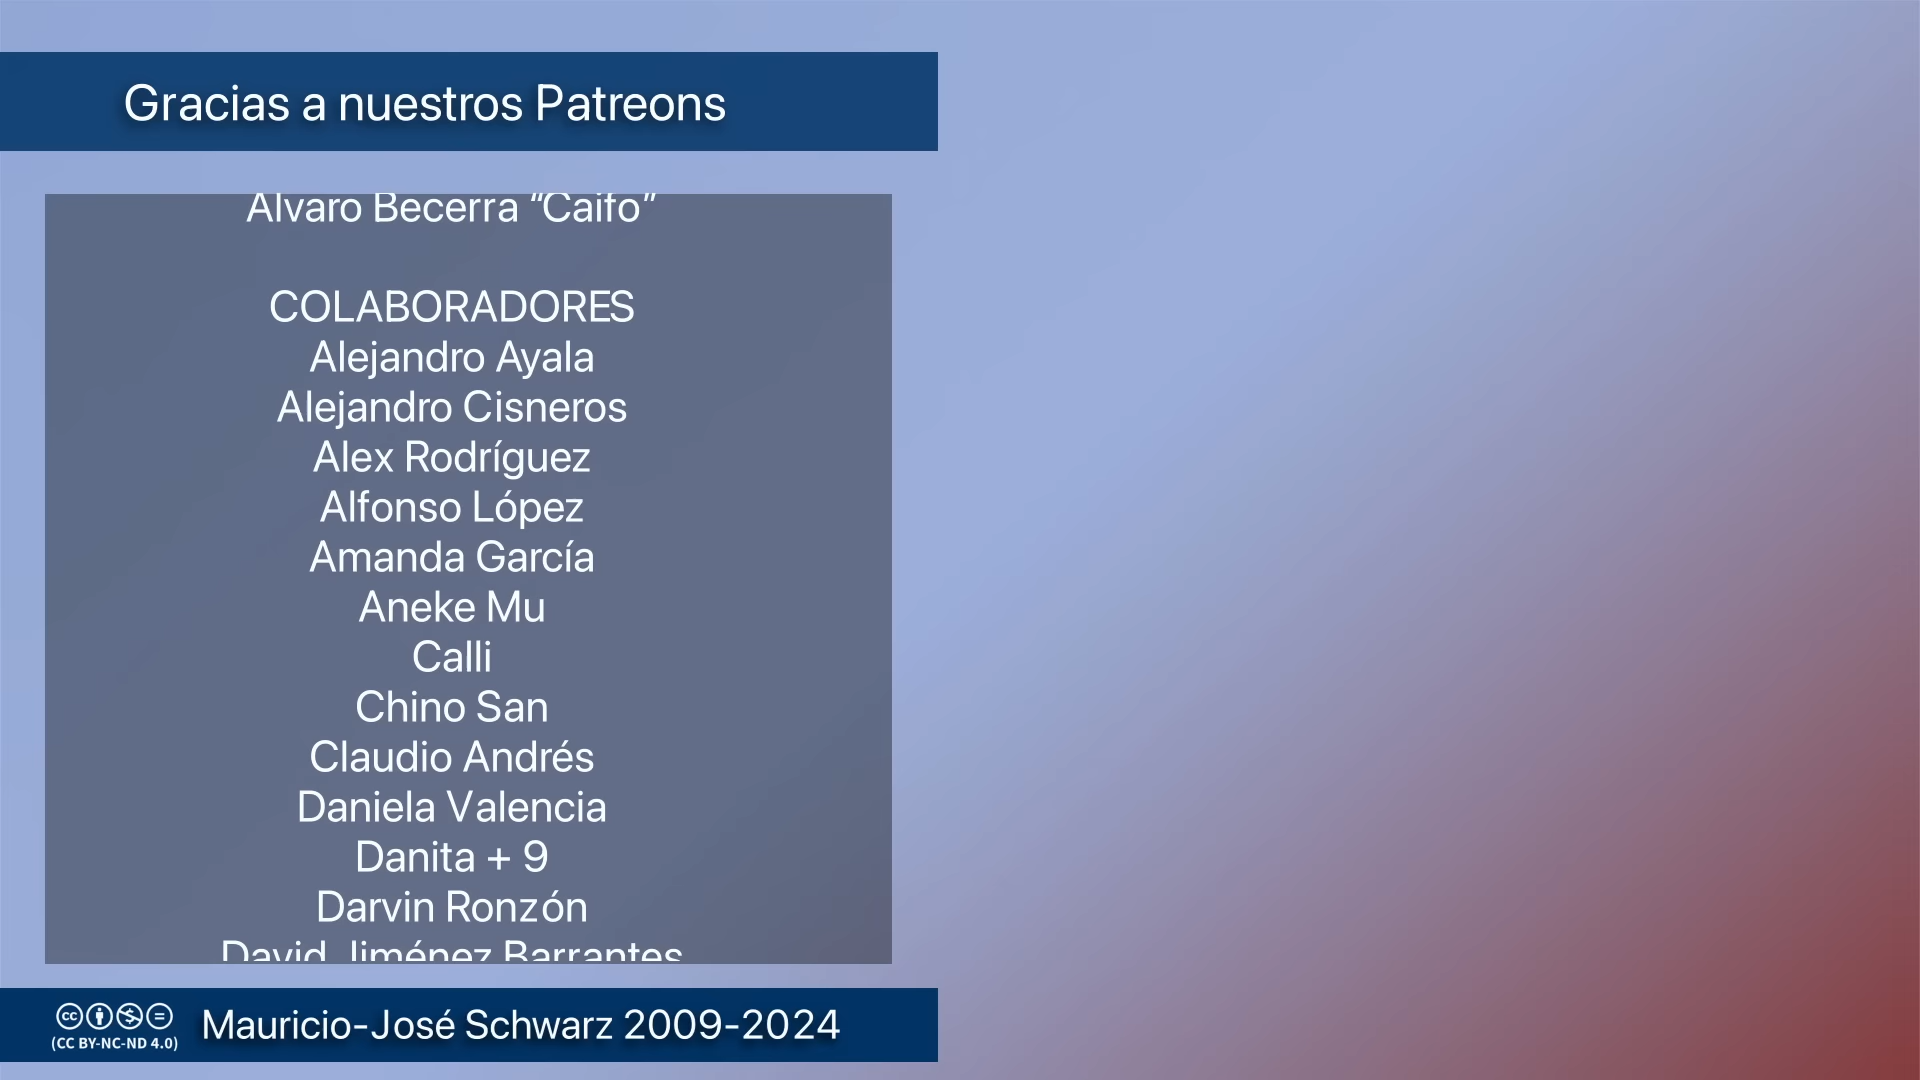 Gracias a nuestros Patreons
Alvaro Becerra “Caifo”
COLABORADORES
Alejandro Ayala
Alejandro Cisneros
Alex Rodríguez
Alfonso López
Amanda García
Aneke Mu
Calli
Chino San
Claudio Andrés
Daniela Valencia
Danita + 9
Darvin Ronzón
David Jiménez Barrantes
Mauricio-José Schwarz 2009-2024
(CC BY-NC-ND 4.0)